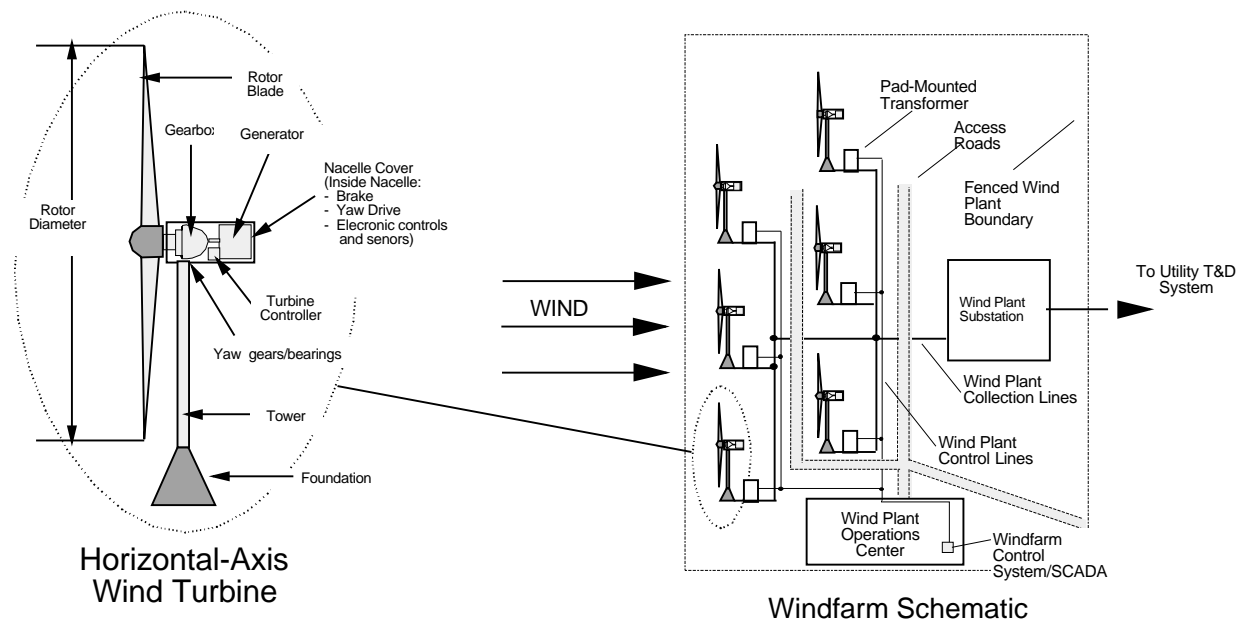 Rotor
Blade
Gearbox
Generator
Nacelle Cover
(Inside Nacelle:
- Brake
- Yaw Drive
- Elecronic controls
and senors)
Rotor
Diameter
Turbine
Controller
Yaw gears/bearings
Tower
Foundation
Horizontal-Axis
Wind Turbine
WIND
Pad-Mounted
Transformer
Access
Roads
Fenced Wind
Plant
Boundary
Wind Plant
Substation
To Utility T&D
System
Wind Plant
Collection Lines
Wind Plant
Control Lines
Wind Plant
Operations
Center
Windfarm
Control
System/SCADA
Windfarm Schematic